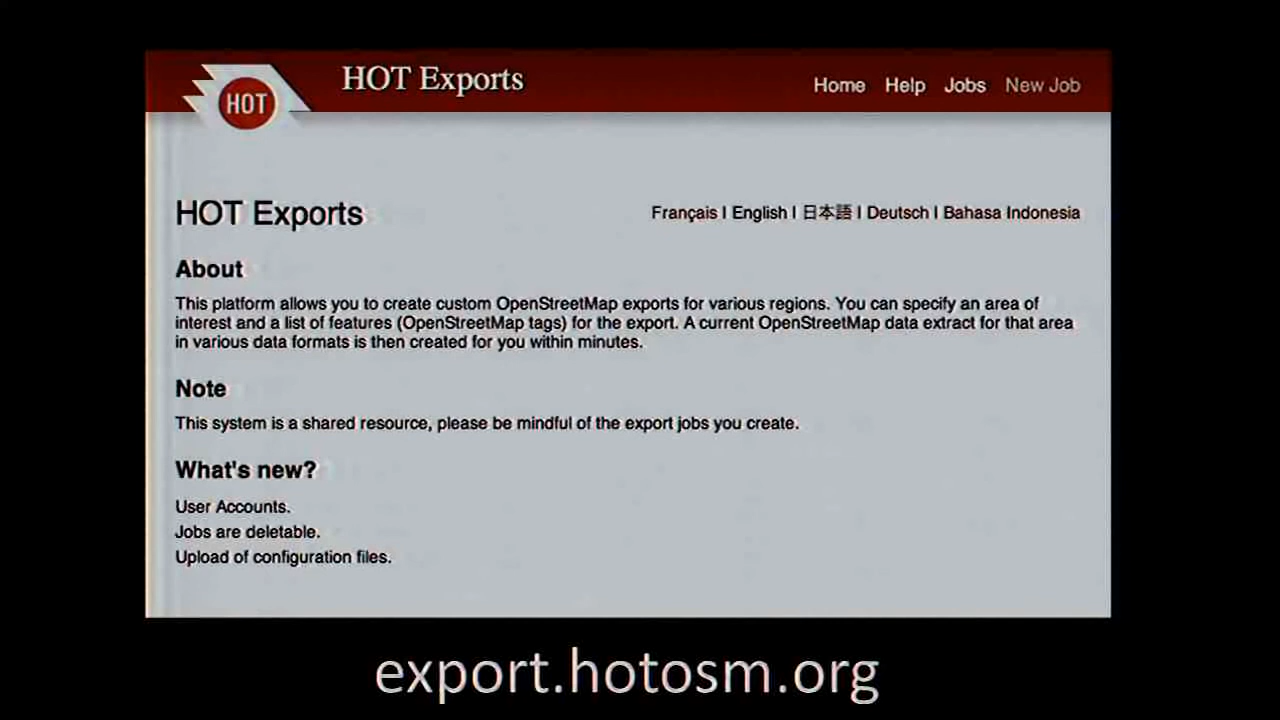 HOT
HOT Exports
Home Help Jobs New Job
HOT Exports
Français | English | 日本語 | Deutsch | Bahasa Indonesia
About
This platform allows you to create custom OpenStreetMap exports for various regions. You can specify an area of
interest and a list of features (OpenStreetMap tags) for the export. A current OpenStreetMap data extract for that area
in various data formats is then created for you within minutes.
Note
This system is a shared resource, please be mindful of the export jobs you create.
What's new?
User Accounts.
Jobs are deletable.
Upload of configuration files.
export.hotosm.org